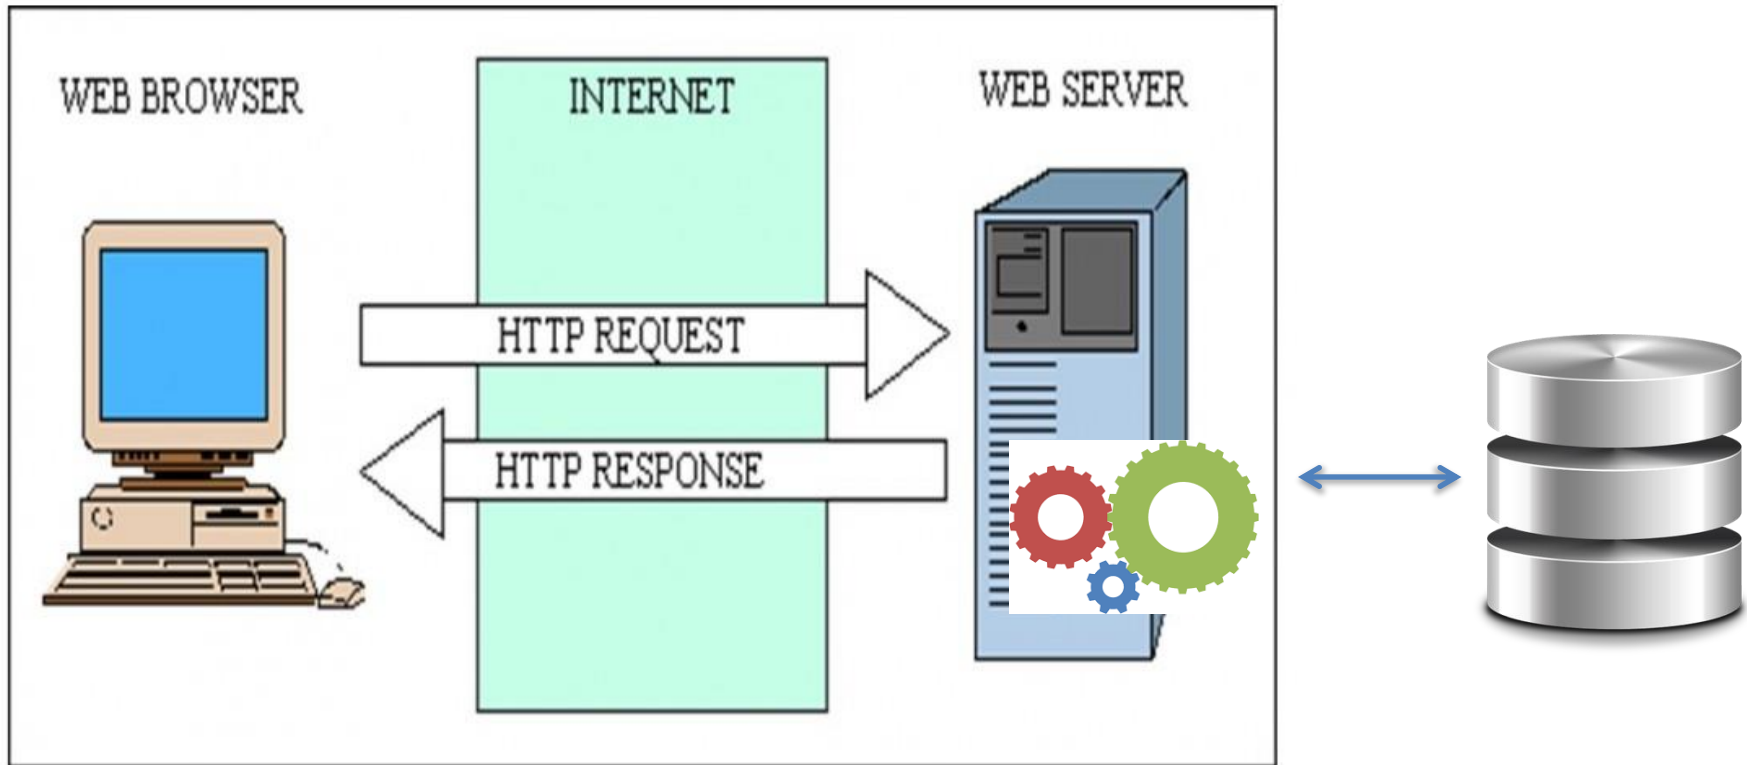 WEB BROWSER
INTERNET
WEB SERVER
HTTP REQUEST
HTTP RESPONSE